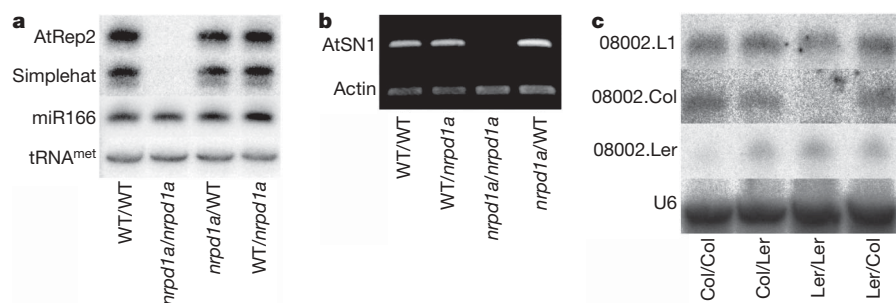 a
AtRep2
Simplehat
miR166
tRNAmet
WT/WT
nrpd1a/nrpd1a
nrpd1a/WT
WT/nrpd1a
b
AtSN1
Actin
WT/WT
WT/nrpd1a
nrpd1a/nrpd1a
nrpd1a/WT
c
08002.L1
08002.Col
08002.Ler
U6
Col/Col
Col/Ler
Ler/Ler
Ler/Col